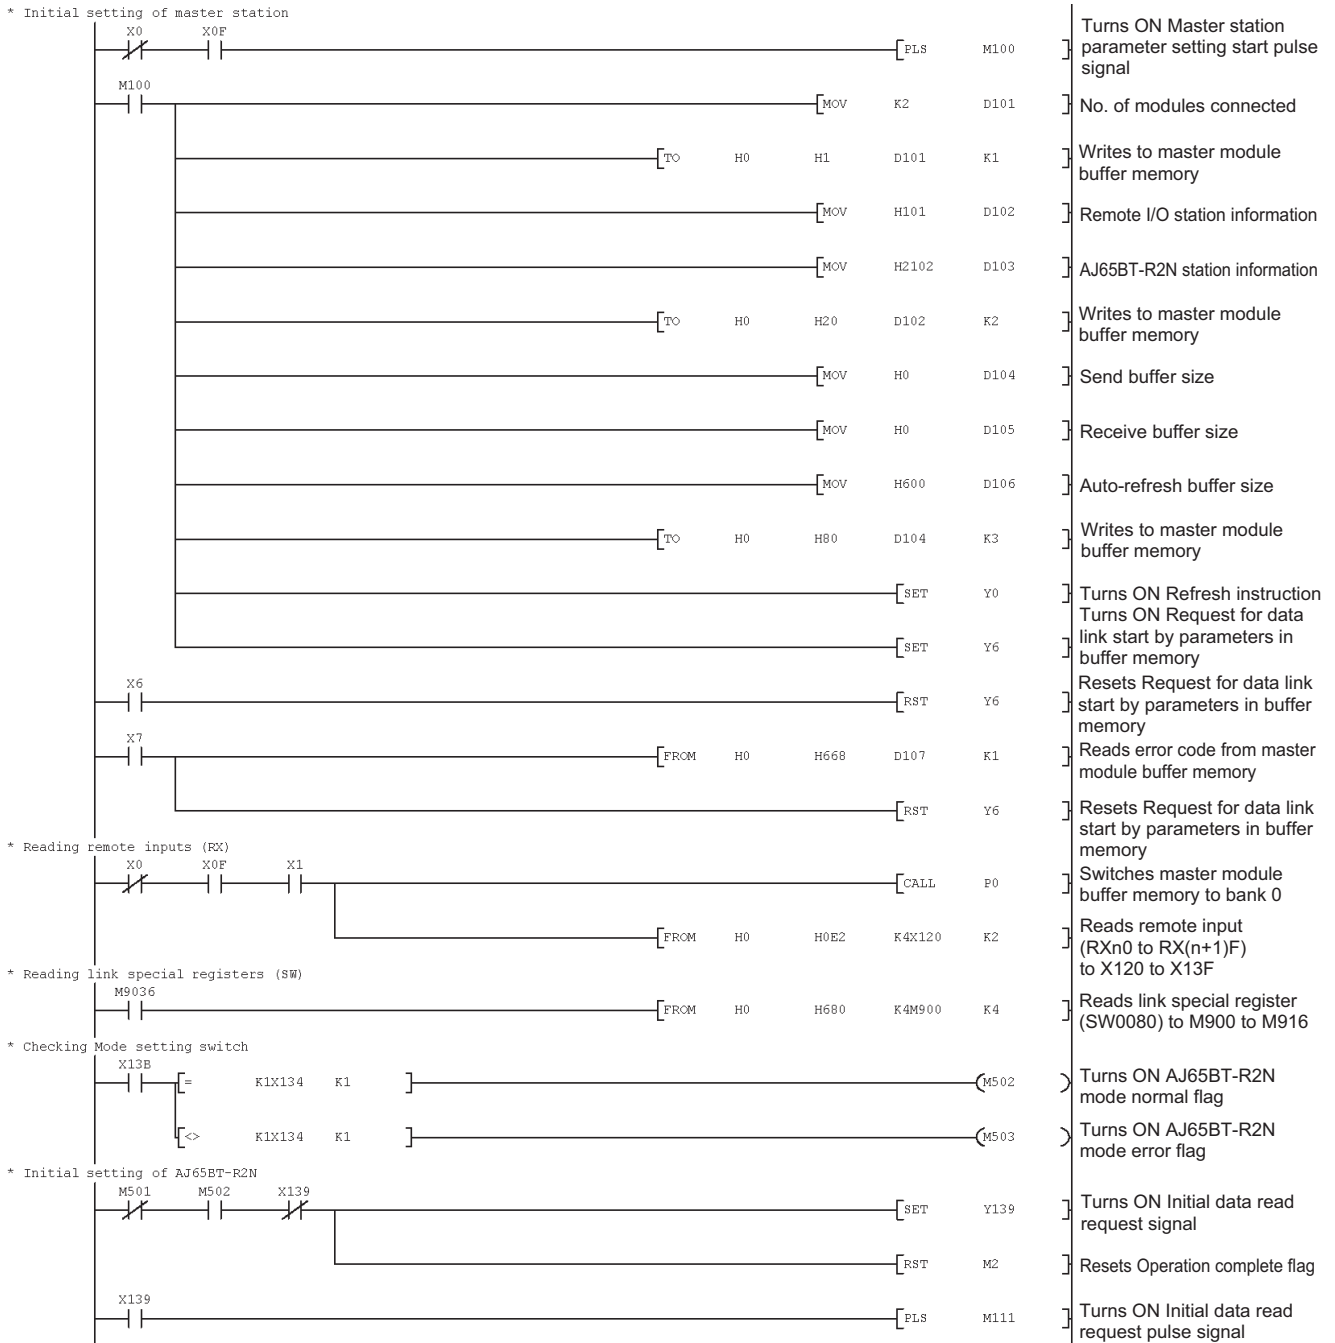 * Initial setting of master station
X0 X0F
PLS M100
Turns ON Master station
parameter setting start pulse
signal
M100
MOV K2 D101
No. of modules connected
TO H0 H1 D101 K1
Writes to master module
buffer memory
MOV H101 D102
Remote I/O station information
MOV H2102 D103
AJ65BT-R2N station information
TO H0 H20 D102 K2
Writes to master module
buffer memory
MOV H0 D104
Send buffer size
MOV H0 D105
Receive buffer size
MOV H600 D106
Auto-refresh buffer size
TO H0 H80 D104 K3
Writes to master module
buffer memory
SET Y0
Turns ON Refresh instruction
SET Y6
Turns ON Request for data
link start by parameters in
buffer memory
X6
RST Y6
Resets Request for data link
start by parameters in buffer
memory
X7
FROM H0 H668 D107 K1
Reads error code from master
module buffer memory
RST Y6
Resets Request for data link
start by parameters in buffer
memory
* Reading remote inputs (RX)
X0 X0F X1
CALL P0
Switches master module
buffer memory to bank 0
FROM H0 H0E2 K4X120 K2
Reads remote input
(RXn0 to RX(n+1)F)
to X120 to X13F
* Reading link special registers (SW)
M9036
FROM H0 H680 K4M900 K4
Reads link special register
(SW0080) to M900 to M916
* Checking Mode setting switch
X13B
= K1X134 K1
M502
Turns ON AJ65BT-R2N
mode normal flag
<> K1X134 K1
M503
Turns ON AJ65BT-R2N
mode error flag
* Initial setting of AJ65BT-R2N
M501 M502 X139
SET Y139
Turns ON Initial data read
request signal
RST M2
Resets Operation complete flag
X139
PLS M111
Turns ON Initial data read
request pulse signal